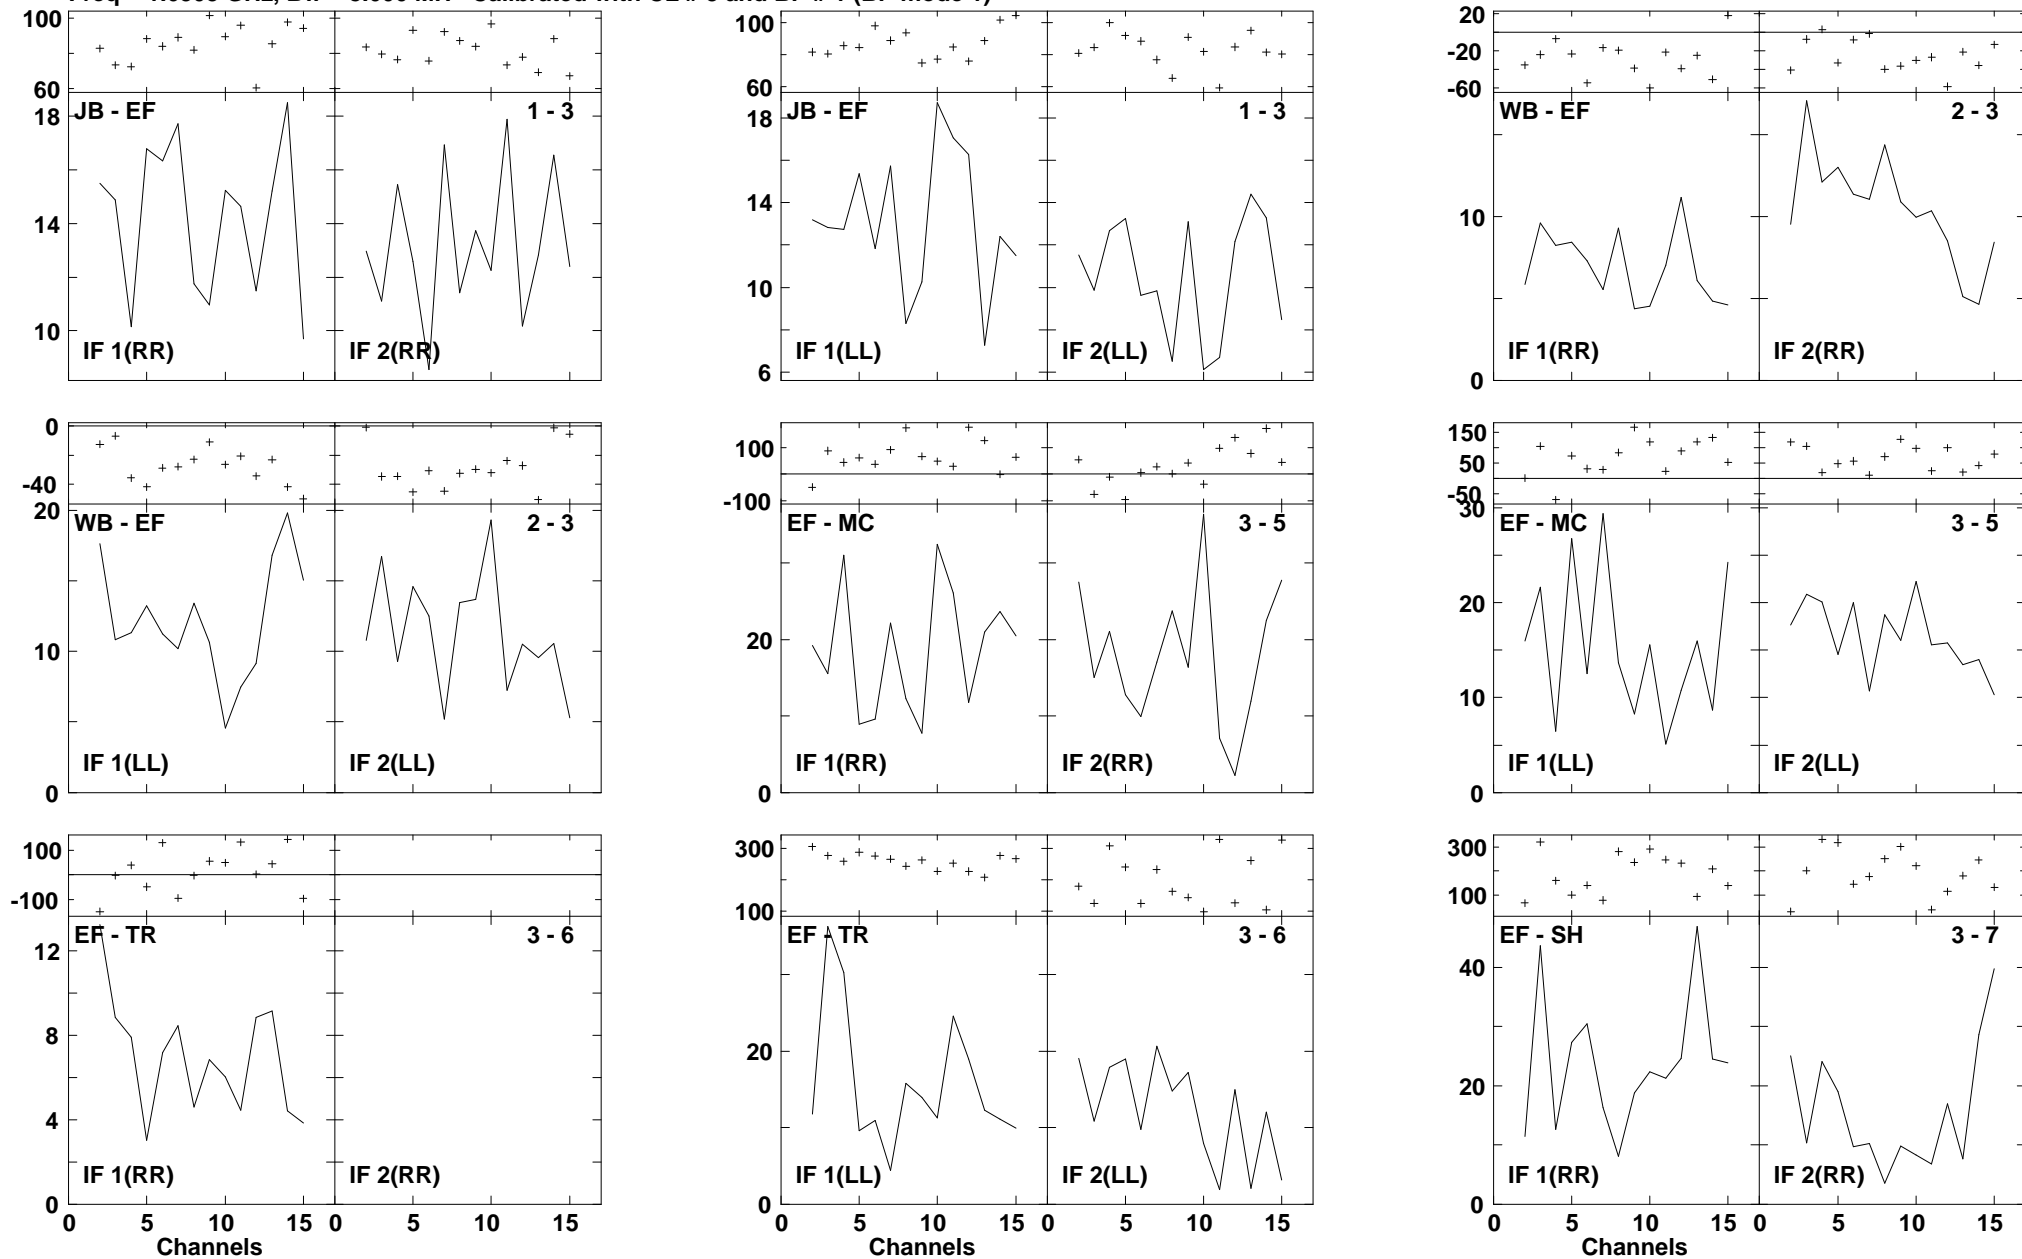 100 60 100 60 20 -20 -60
JB - EF 1 - 3 JB - EF 1 - 3 WB - EF 2 - 3
18 14 10 18 14 10 6 10 0
IF 1(RR) IF 2(RR) IF 1(LL) IF 2(LL) IF 1(RR) IF 2(RR)
0 -40 100 -100 150 50 -50
WB - EF 2 - 3 EF - MC 3 - 5 EF - MC 3 - 5
20 10 0 20 0 30 20 10 0
IF 1(LL) IF 2(LL) IF 1(RR) IF 2(RR) IF 1(LL) IF 2(LL)
100 -100 300 100 300 100
EF - TR 3 - 6 EF - TR 3 - 6 EF - SH 3 - 7
12 8 4 0 20 0 40 20 0
IF 1(RR) IF 2(RR) IF 1(LL) IF 2(LL) IF 1(RR) IF 2(RR)
0 5 10 15 0 5 10 15 0 5 10 15 0 5 10 15 0 5 10 15 0 5 10 15
Channels Channels Channels